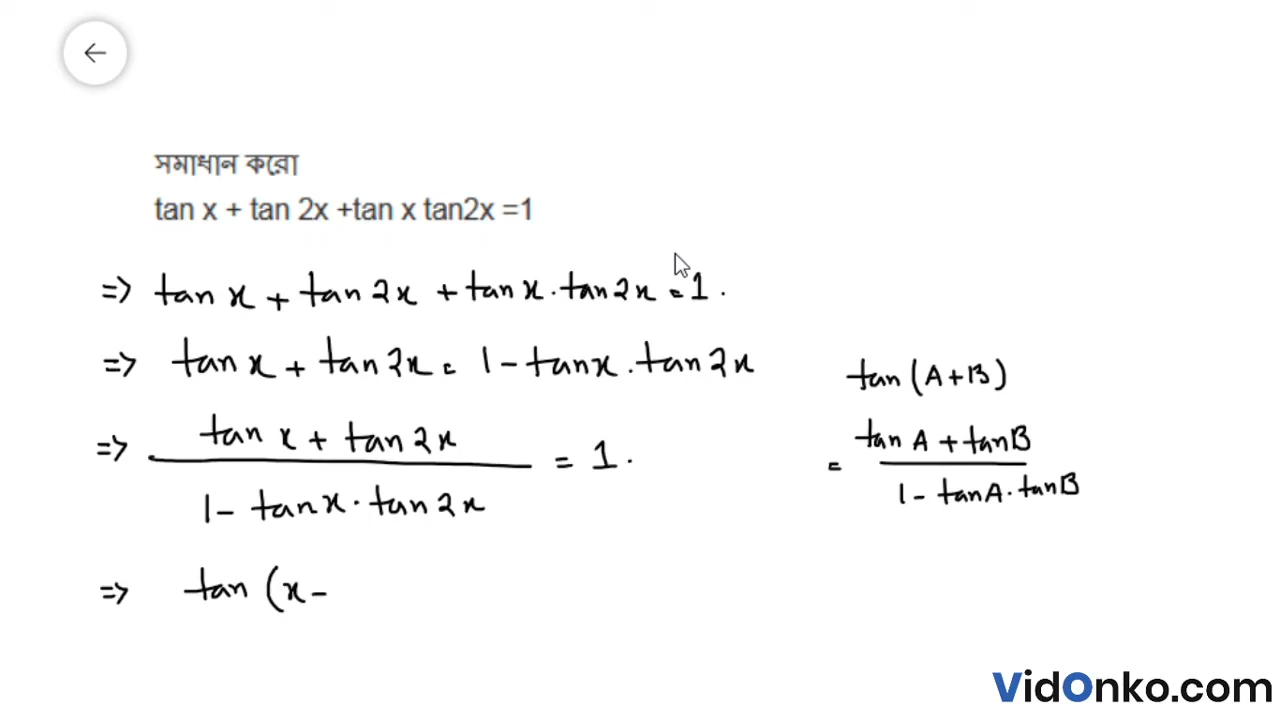 সমাধান করো
tan x + tan 2x +tan x tan2x =1
=> tan x + tan 2x + tan x . tan 2x = 1 .
=> tan x + tan 2x = 1 - tan x . tan 2x
=> tan x + tan 2x
1 - tan x . tan 2x
= 1 .
=> tan (x -
tan (A + B)
= tan A + tan B
1 - tan A . tan B
VidOnko.com